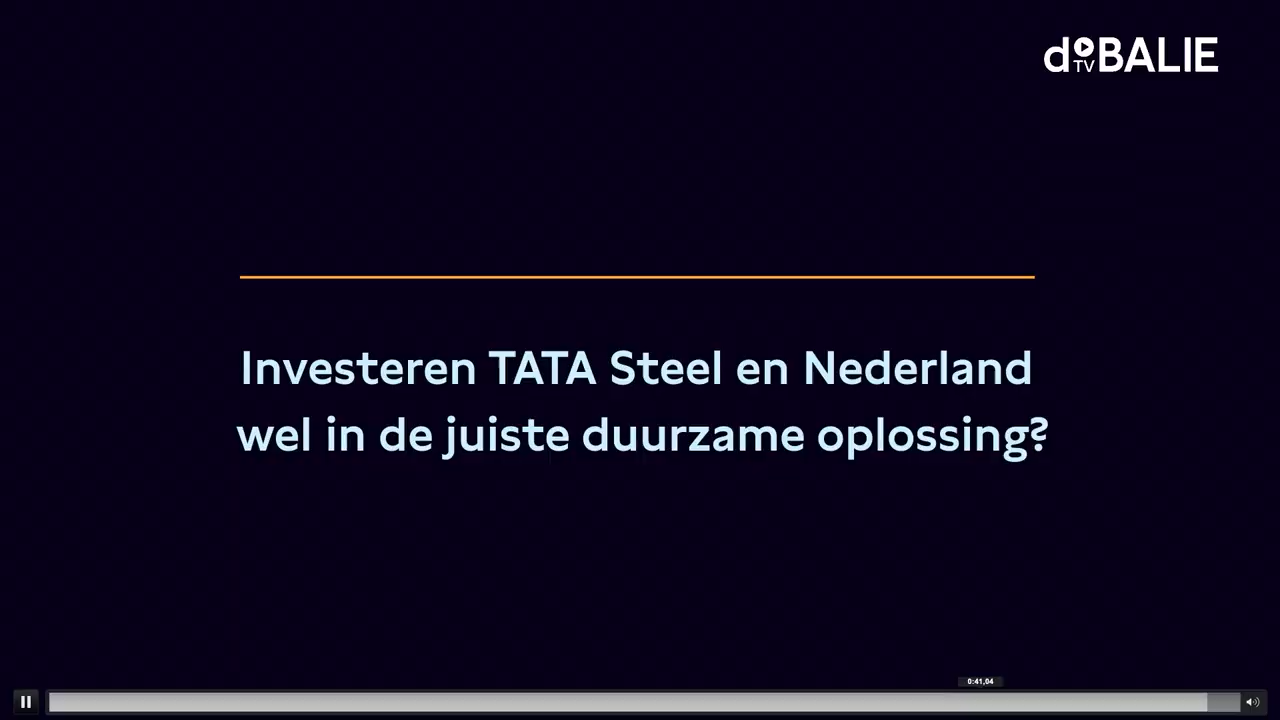 de BALIE
TV
Investeren TATA Steel en Nederland
wel in de juiste duurzame oplossing?
0:41,04